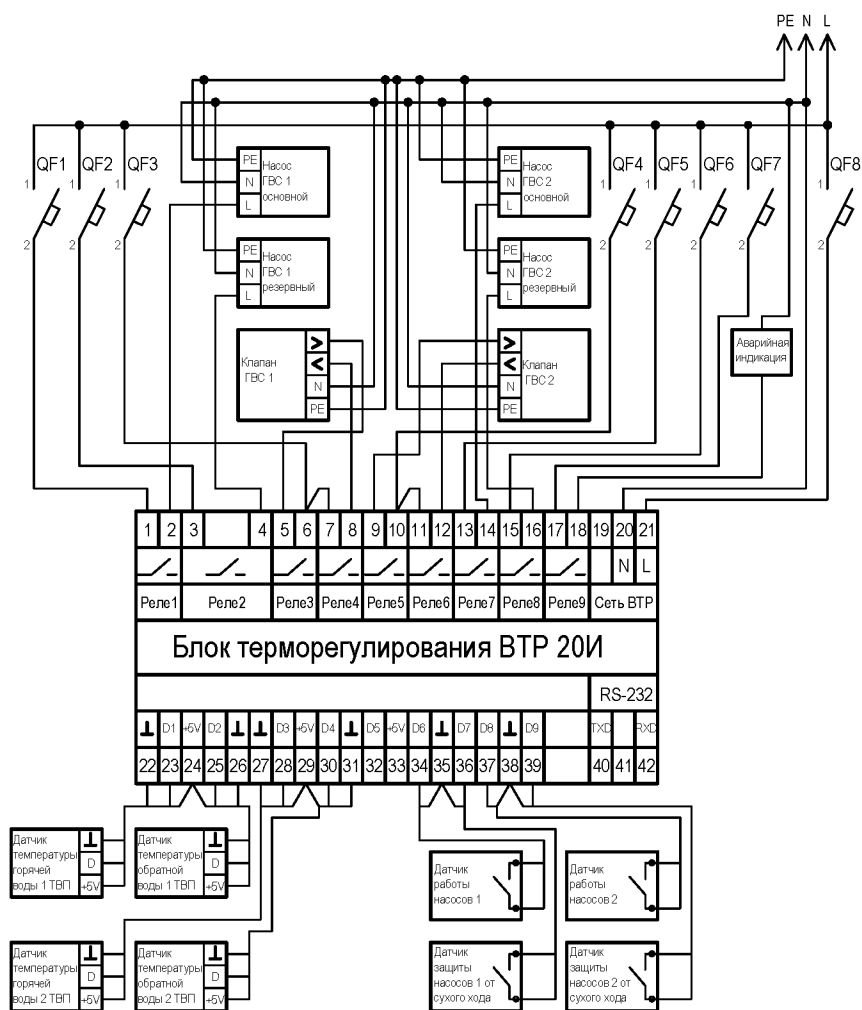 PE N L
QF1 QF2 QF3 QF4 QF5 QF6 QF7 QF8
1 1 1 1 1 1 1 1
2 2 2 2 2 2 2 2
PE
N
L
Насос
ГВС 1
основной
PE
N
L
Насос
ГВС 2
основной
PE
N
L
Насос
ГВС 1
резервный
PE
N
L
Насос
ГВС 2
резервный
Клапан
ГВС 1
>
<
N
PE
>
<
N
PE
Клапан
ГВС 2
Аварийная
индикация
1 2 3 4 5 6 7 8 9 10 11 12 13 14 15 16 17 18 19 20 21
N L
Реле1 Реле2 Реле3 Реле4 Реле5 Реле6 Реле7 Реле8 Реле9 Сеть ВТР
Блок терморегулирования ВТР 20И
RS-232
⊥ D1 +5V D2 ⊥ ⊥ D3 +5V D4 ⊥ D5 +5V D6 ⊥ D7 D8 ⊥ D9 TXD RXD
22 23 24 25 26 27 28 29 30 31 32 33 34 35 36 37 38 39 40 41 42
Датчик
температуры
горячей
воды 1 ТВП
⊥
D
+5V
Датчик
температуры
обратной
воды 1 ТВП
⊥
D
+5V
Датчик
работы
насосов 1
Датчик
работы
насосов 2
Датчик
температуры
горячей
воды 2 ТВП
⊥
D
+5V
Датчик
температуры
обратной
воды 2 ТВП
⊥
D
+5V
Датчик
защиты
насосов 1 от
сухого хода
Датчик
защиты
насосов 2 от
сухого хода